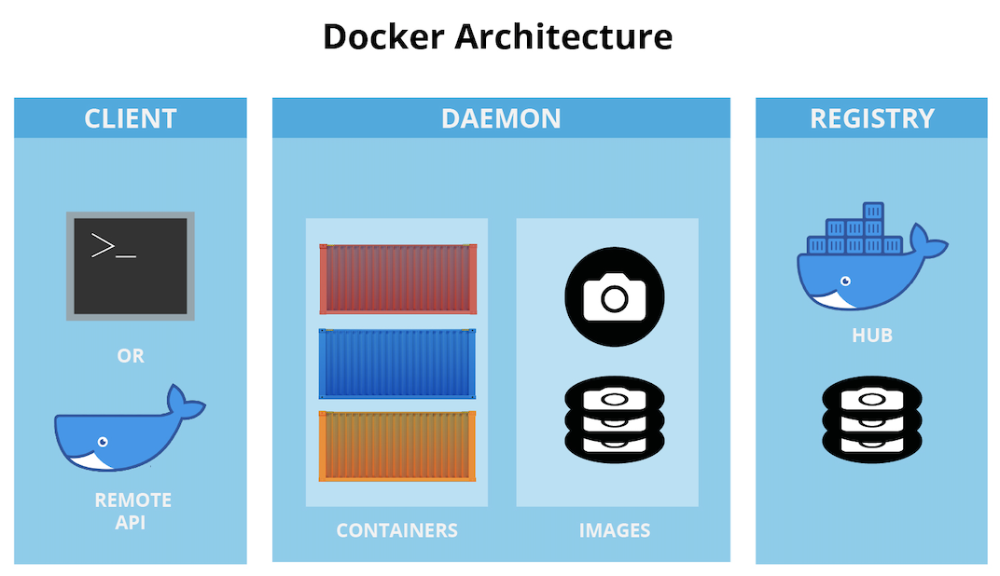 Docker Architecture
CLIENT
>_
OR
REMOTE
API
DAEMON
CONTAINERS
IMAGES
REGISTRY
HUB